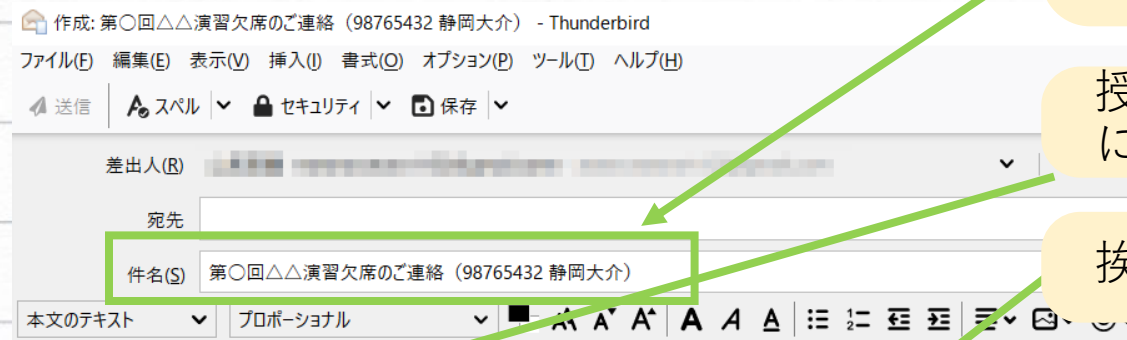 作成: 第〇回△△演習欠席のご連絡（98765432 静岡大介） - Thunderbird
ファイル(F) 編集(E) 表示(V) 挿入(I) 書式(O) オプション(P) ツール(T) ヘルプ(H)
送信 スペル セキュリティ 保存
授
差出人(R)
に
宛先
挨
件名(S) 第〇回△△演習欠席のご連絡（98765432 静岡大介）
本文のテキスト プロポーショナル